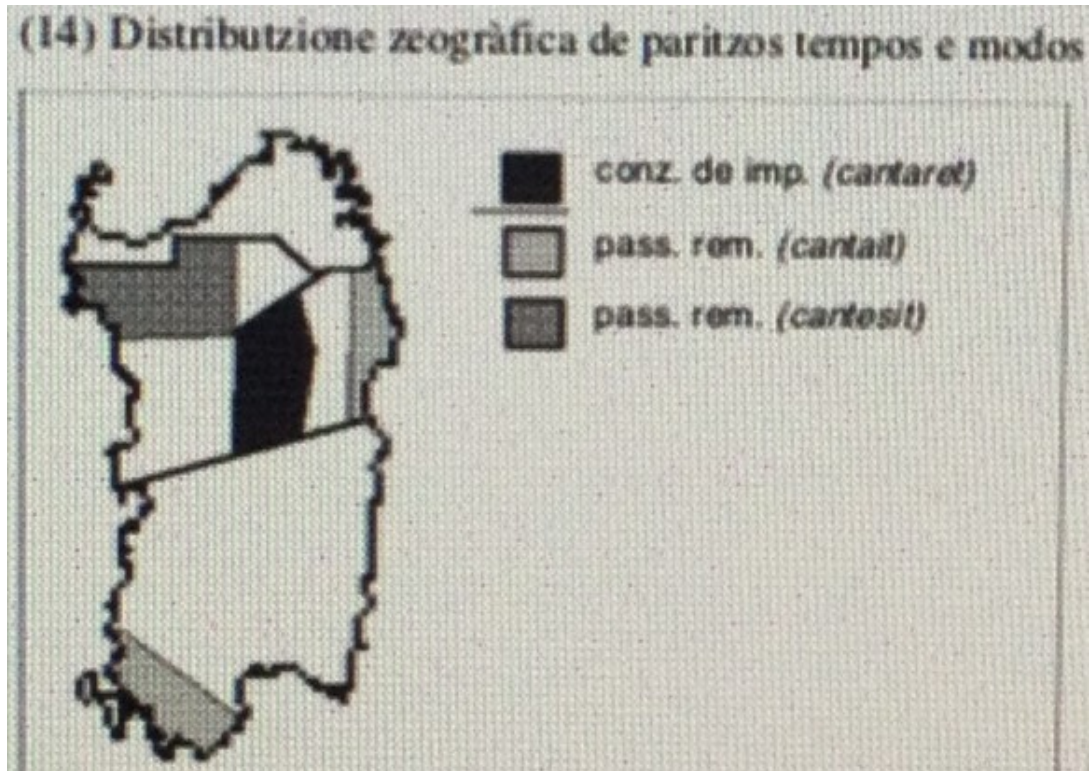 (14) Distributzione zeogràfica de paritzos tempos e modos
conz. de imp. (cantaret)
pass. rem. (cantait)
pass. rem. (cantesit)